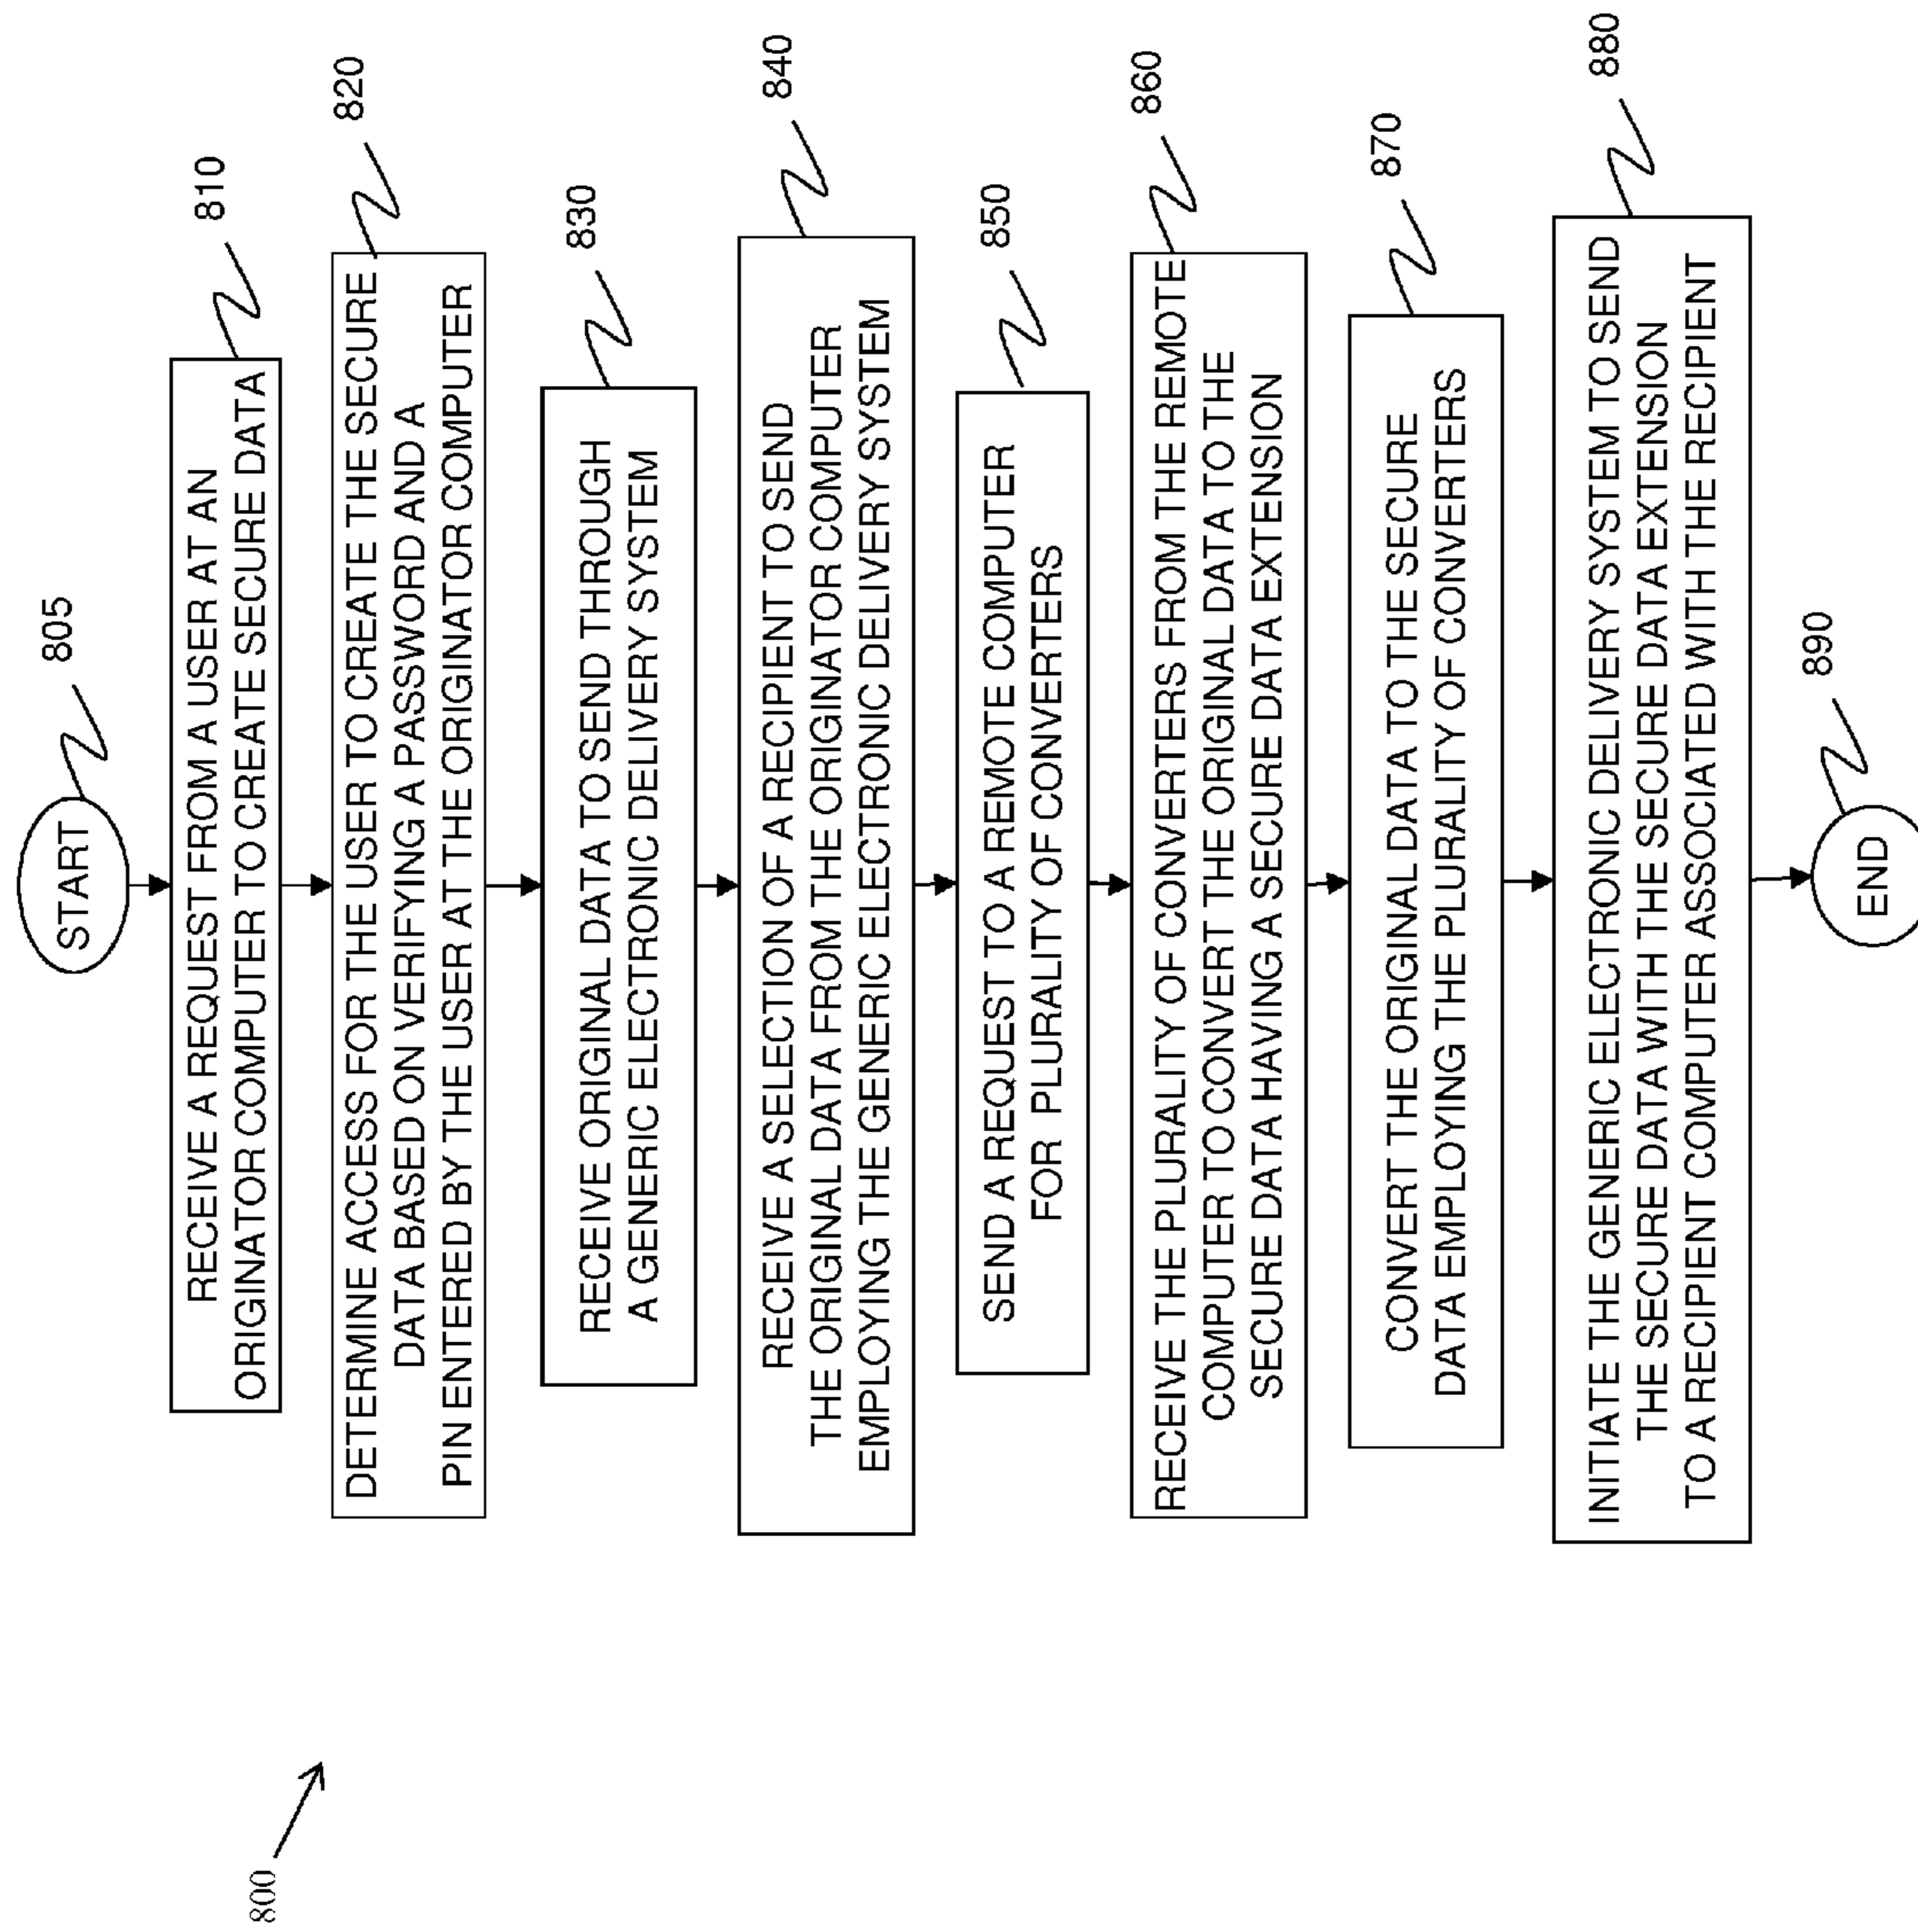 START
805
RECEIVE A REQUEST FROM A USER AT AN
ORIGINATOR COMPUTER TO CREATE SECURE DATA
810
DETERMINE ACCESS FOR THE USER TO CREATE THE SECURE
DATA BASED ON VERIFYING A PASSWORD AND A
PIN ENTERED BY THE USER AT THE ORIGINATOR COMPUTER
820
RECEIVE ORIGINAL DATA TO SEND THROUGH
A GENERIC ELECTRONIC DELIVERY SYSTEM
830
RECEIVE A SELECTION OF A RECIPIENT TO SEND
THE ORIGINAL DATA FROM THE ORIGINATOR COMPUTER
EMPLOYING THE GENERIC ELECTRONIC DELIVERY SYSTEM
840
SEND A REQUEST TO A REMOTE COMPUTER
FOR PLURALITY OF CONVERTERS
850
RECEIVE THE PLURALITY OF CONVERTERS FROM THE REMOTE
COMPUTER TO CONVERT THE ORIGINAL DATA TO THE
SECURE DATA HAVING A SECURE DATA EXTENSION
860
CONVERT THE ORIGINAL DATA TO THE SECURE
DATA EMPLOYING THE PLURALITY OF CONVERTERS
870
INITIATE THE GENERIC ELECTRONIC DELIVERY SYSTEM TO SEND
THE SECURE DATA WITH THE SECURE DATA EXTENSION
TO A RECIPIENT COMPUTER ASSOCIATED WITH THE RECIPIENT
880
END
890
800